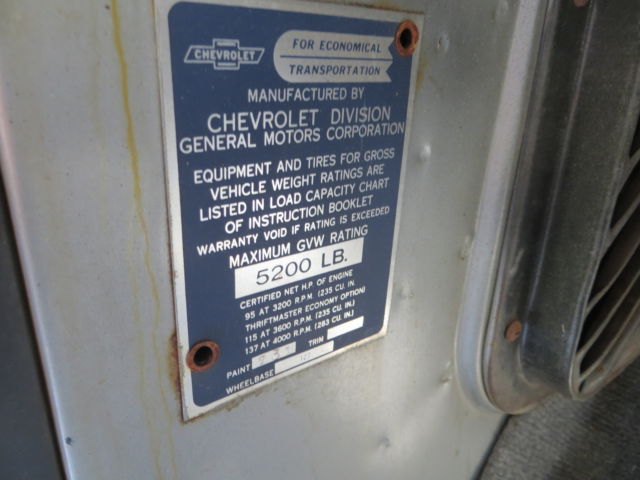 CHEVROLET
FOR ECONOMICAL
TRANSPORTATION
MANUFACTURED BY
CHEVROLET DIVISION
GENERAL MOTORS CORPORATION
EQUIPMENT AND TIRES FOR GROSS
VEHICLE WEIGHT RATINGS ARE
LISTED IN LOAD CAPACITY CHART
OF INSTRUCTION BOOKLET
WARRANTY VOID IF RATING IS EXCEEDED
MAXIMUM GVW RATING
5200 LB.
CERTIFIED NET H.P. OF ENGINE
95 AT 3200 R.P.M. (235 CU. IN.
THRIFTMASTER ECONOMY OPTION)
115 AT 3600 R.P.M. (235 CU. IN.)
137 AT 4000 R.P.M. (283 CU. IN.)
PAINT TRIM
WHEELBASE